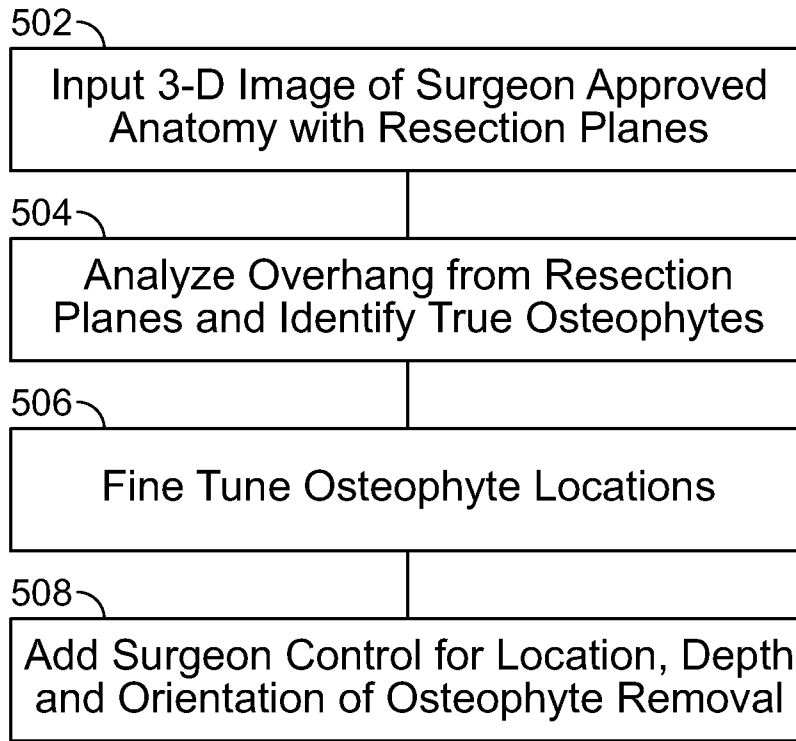 502
Input 3-D Image of Surgeon Approved
Anatomy with Resection Planes
504
Analyze Overhang from Resection
Planes and Identify True Osteophytes
506
Fine Tune Osteophyte Locations
508
Add Surgeon Control for Location, Depth
and Orientation of Osteophyte Removal